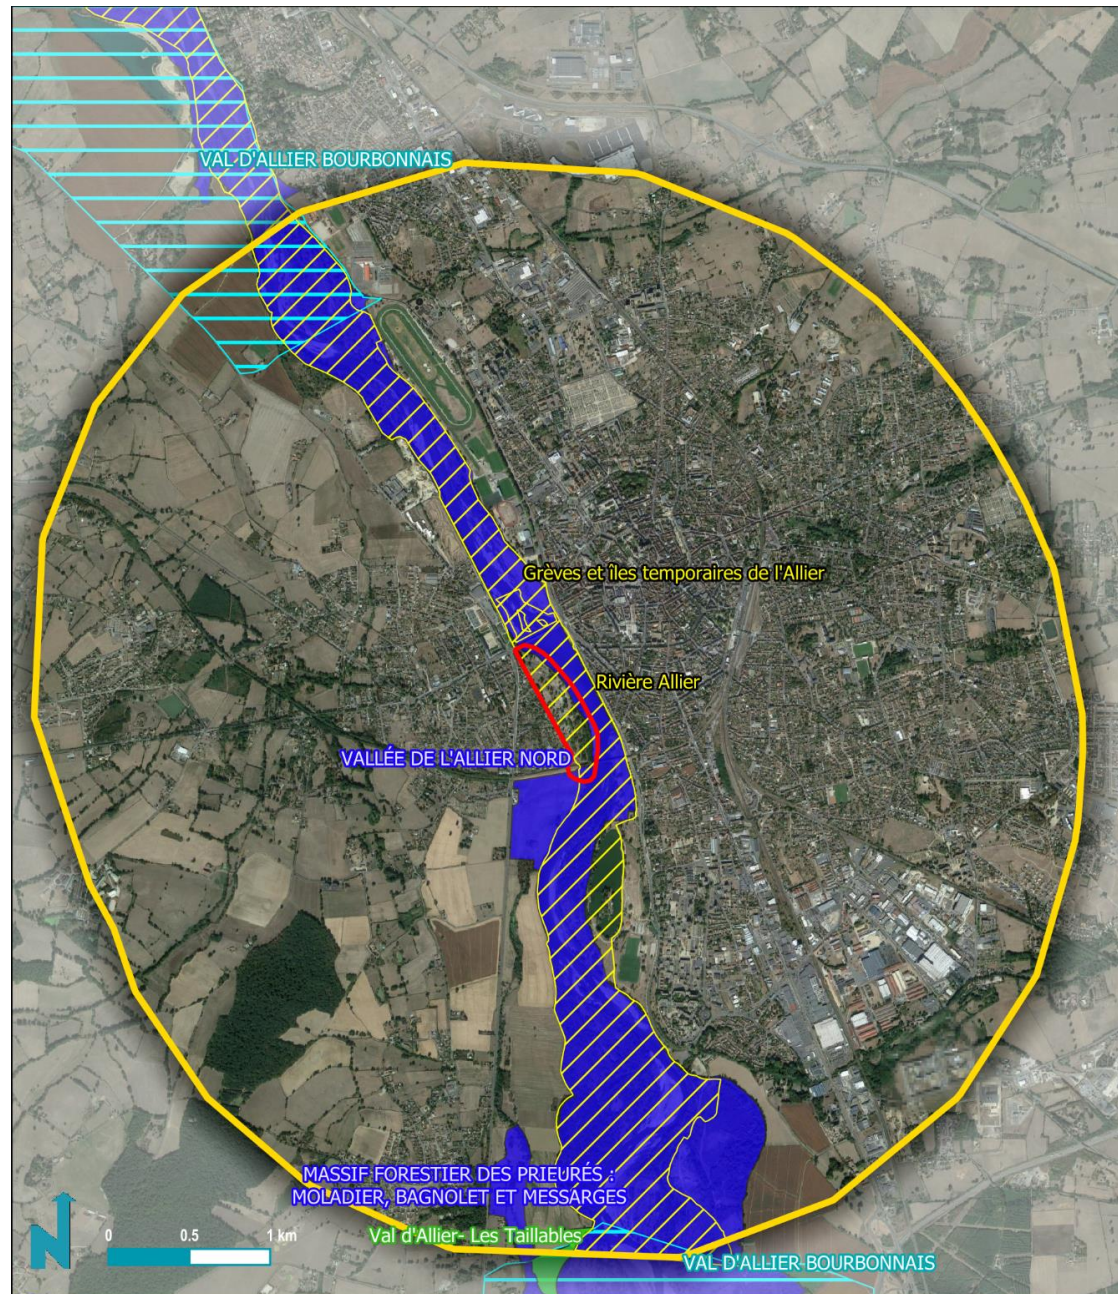 VAL D'ALLIER BOURBONNAIS
Grèves et îles temporaires de l'Allier
Rivière Allier
VALLÉE DE L'ALLIER NORD
MASSIF FORESTIER DES PRIEURÉS :
MOLADIER, BAGNOLET ET MESSARGES
Val d'Allier- Les Taillables
VAL D'ALLIER BOURBONNAIS
N
0 0.5 1 km